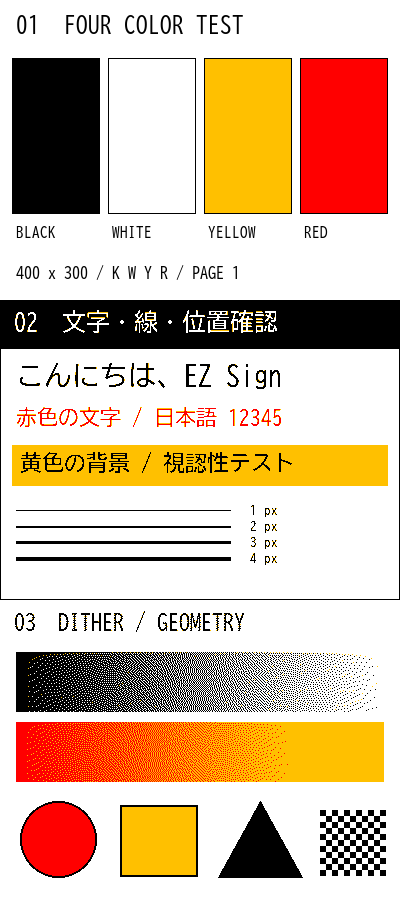 01 FOUR COLOR TEST
BLACK WHITE YELLOW RED
400 x 300 / K W Y R / PAGE 1
02 文字・線・位置確認
こんにちは、EZ Sign
赤色の文字 / 日本語 12345
黄色の背景 / 視認性テスト
1 px
2 px
3 px
4 px
03 DITHER / GEOMETRY